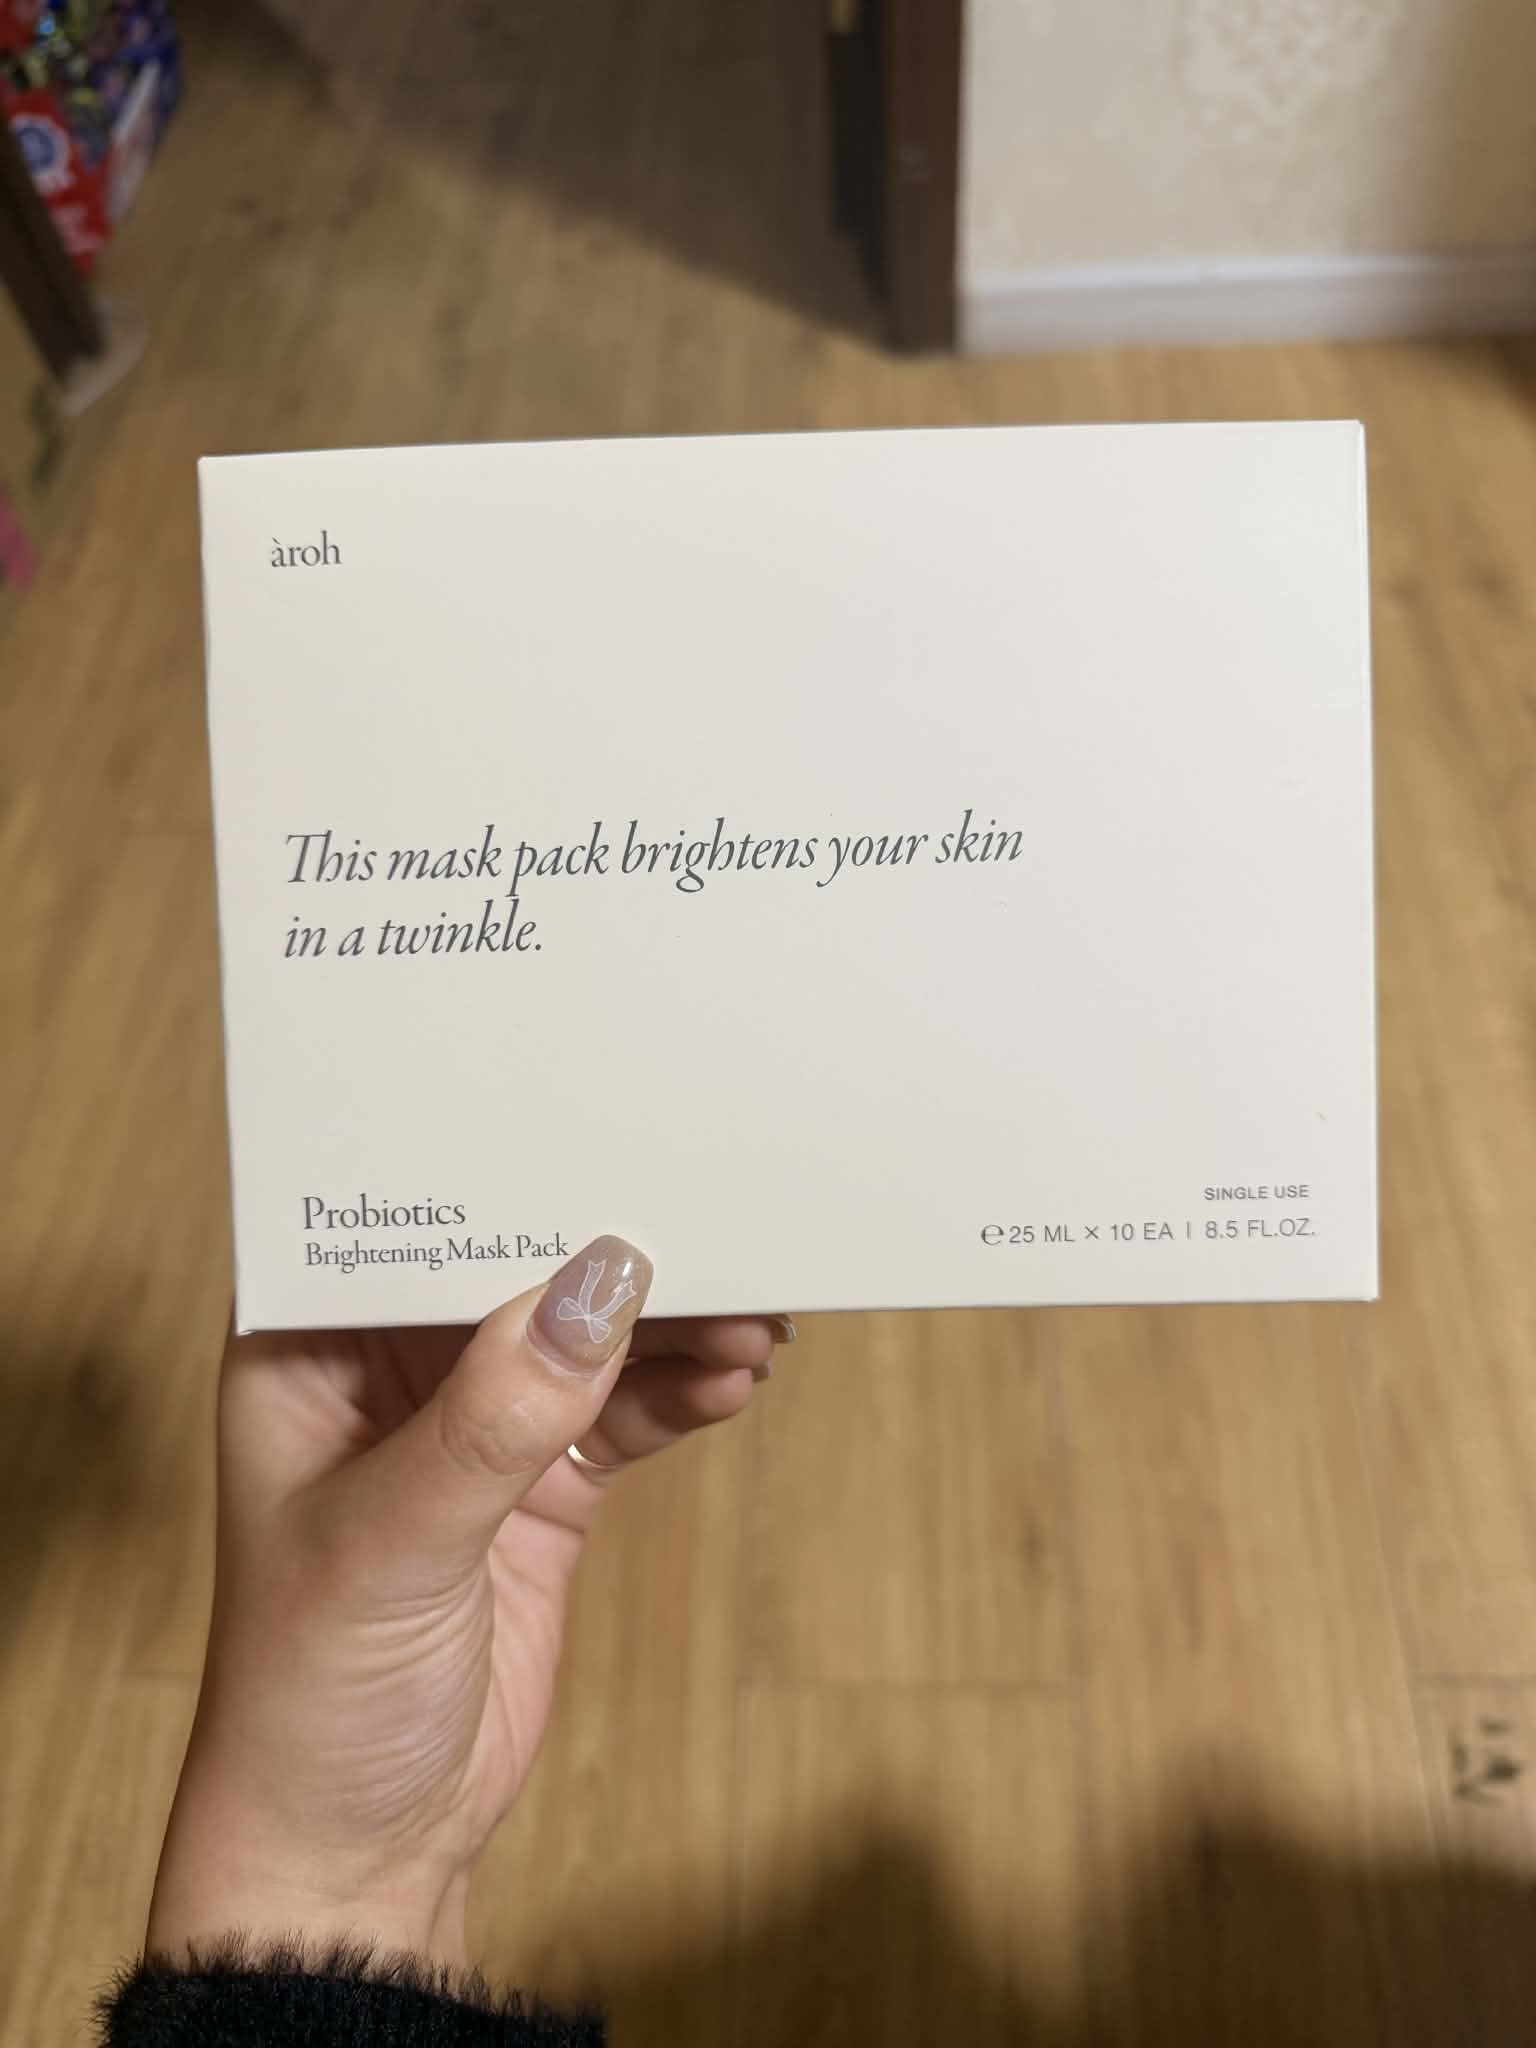 àroh
This mask pack brightens your skin
in a twinkle.
Probiotics
Brightening Mask Pack
SINGLE USE
℮ 25 ML × 10 EA | 8.5 FL.OZ.